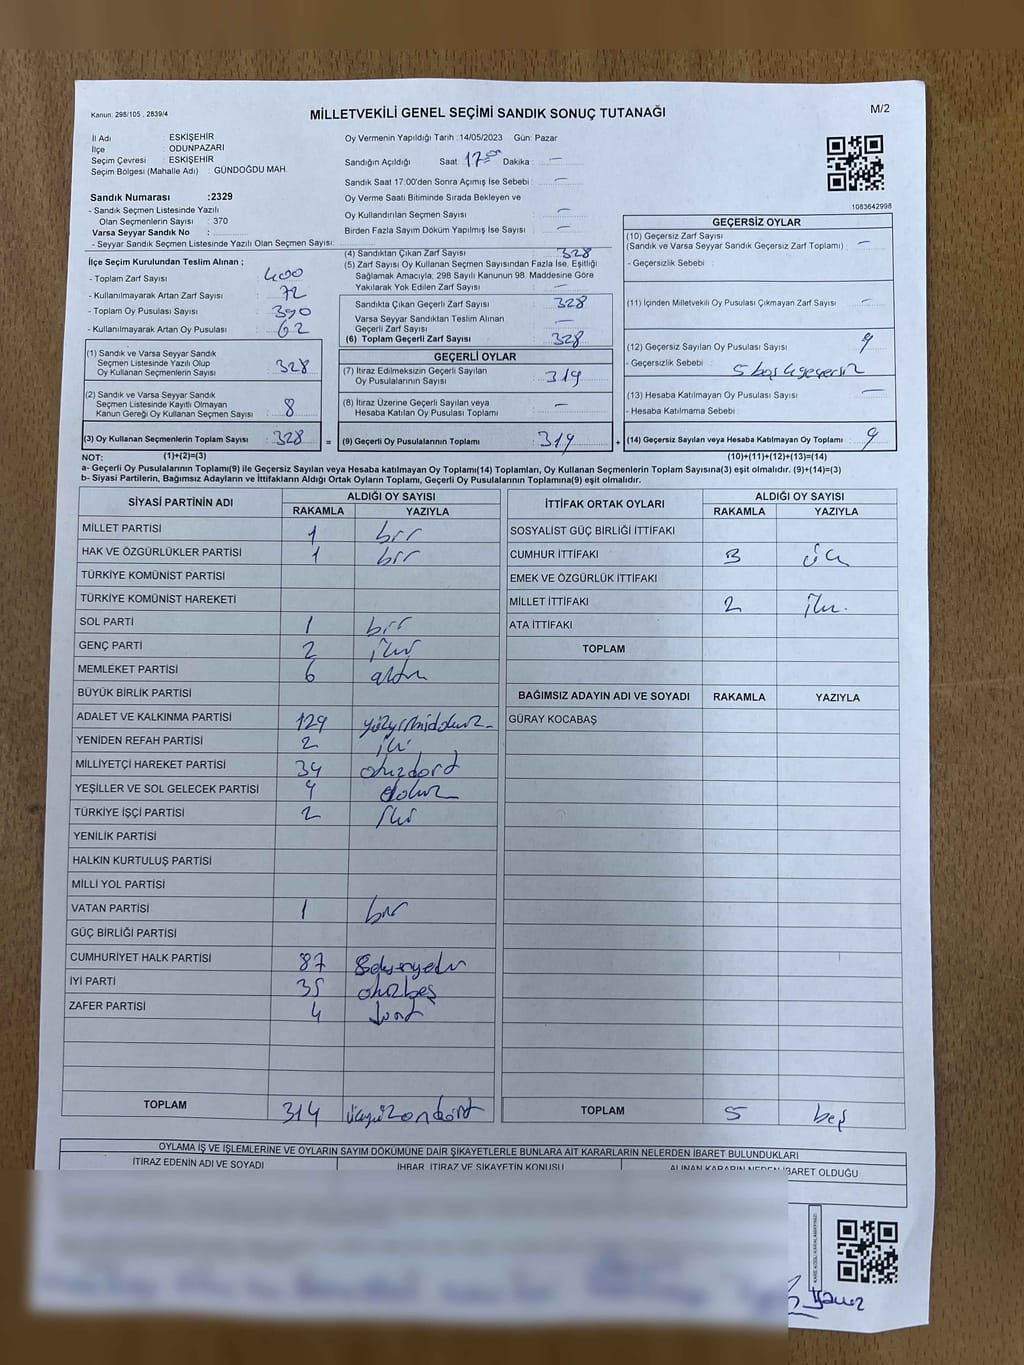 Kanun: 298/105 , 2839/4
MİLLETVEKİLİ GENEL SEÇİMİ SANDIK SONUÇ TUTANAĞI
M/2
İl Adı : ESKİŞEHİR
İlçe : ODUNPAZARI
Seçim Çevresi : ESKİŞEHİR
Seçim Bölgesi (Mahalle Adı) : GÜNDOĞDU MAH.
Sandık Numarası :2329
- Sandık Seçmen Listesinde Yazılı
Olan Seçmenlerin Sayısı : 370
Varsa Seyyar Sandık No :
- Seyyar Sandık Seçmen Listesinde Yazılı Olan Seçmen Sayısı:
Oy Vermenin Yapıldığı Tarih :14/05/2023 Gün: Pazar
Sandığın Açıldığı Saat: 17:00 Dakika : —
Sandık Saat 17:00'den Sonra Açımış İse Sebebi : —
Oy Verme Saati Bitiminde Sırada Bekleyen ve
Oy Kullandırılan Seçmen Sayısı : —
Birden Fazla Sayım Döküm Yapılmış İse Sayısı : —
1083642998
İlçe Seçim Kurulundan Teslim Alınan ;
- Toplam Zarf Sayısı : 400
- Kullanılmayarak Artan Zarf Sayısı : 72
- Toplam Oy Pusulası : 390
- Kullanılmayarak Artan Oy Pusulası : 62
(1) Sandık ve Varsa Seyyar Sandık
Seçmen Listesinde Yazılı Olup
Oy Kullanan Seçmenlerin Sayısı : 328
(2) Sandık ve Varsa Seyyar Sandık
Seçmen Listesinde Kayıtlı Olmayan
Kanun Gereği Oy Kullanan Seçmen Sayısı : 8
(3) Oy Kullanan Seçmenlerin Toplam Sayısı : 328
(4) Sandıktan Çıkan Zarf Sayısı : 328
(5) Zarf Sayısı Oy Kullanan Seçmen Sayısından Fazla İse, Eşitliği
Sağlamak Amacıyla; 298 Sayılı Kanunun 98. Maddesine Göre
Yakılarak Yok Edilen Zarf Sayısı : —
Sandıkta Çıkan Geçerli Zarf Sayısı : 328
Varsa Seyyar Sandıktan Teslim Alınan
Geçerli Zarf Sayısı : —
(6) Toplam Geçerli Zarf Sayısı : 328
GEÇERLİ OYLAR
(7) İtiraz Edilmeksizin Geçerli Sayılan
Oy Pusulalarının Sayısı : 319
(8) İtiraz Üzerine Geçerli Sayılan veya
Hesaba Katılan Oy Pusulası Toplamı : —
= (9) Geçerli Oy Pusulalarının Toplamı : 319
GEÇERSİZ OYLAR
(10) Geçersiz Zarf Sayısı
(Sandık ve Varsa Seyyar Sandık Geçersiz Zarf Toplamı) : —
- Geçersizlik Sebebi :
(11) İçinden Milletvekili Oy Pusulası Çıkmayan Zarf Sayısı : —
(12) Geçersiz Sayılan Oy Pusulası Sayısı : 9
- Geçersizlik Sebebi : 5 boş 4 geçersiz
(13) Hesaba Katılmayan Oy Pusulası Sayısı : —
- Hesaba Katılmama Sebebi :
+ (14) Geçersiz Sayılan veya Hesaba Katılmayan Oy Toplamı : 9
NOT: (1)+(2)=(3) (10)+(11)+(12)+(13)=(14)
a- Geçerli Oy Pusulalarının Toplamı(9) ile Geçersiz Sayılan veya Hesaba katılmayan Oy Toplamı(14) Toplamları, Oy Kullanan Seçmenlerin Toplam Sayısına(3) eşit olmalıdır. (9)+(14)=(3)
b- Siyasi Partilerin, Bağımsız Adayların ve İttifakların Aldığı Ortak Oyların Toplamı, Geçerli Oy Pusulalarının Toplamına(9) eşit olmalıdır.
SİYASİ PARTİNİN ADI ALDIĞI OY SAYISI
RAKAMLA YAZIYLA
MİLLET PARTİSİ 1 bir
HAK VE ÖZGÜRLÜKLER PARTİSİ 1 bir
TÜRKİYE KOMÜNİST PARTİSİ
TÜRKİYE KOMÜNİST HAREKETİ
SOL PARTİ 1 bir
GENÇ PARTİ 2 iki
MEMLEKET PARTİSİ 6 altı
BÜYÜK BİRLİK PARTİSİ
ADALET VE KALKINMA PARTİSİ 129 yüzyirmidokuz
YENİDEN REFAH PARTİSİ 2 iki
MİLLİYETÇİ HAREKET PARTİSİ 34 otuzdört
YEŞİLLER VE SOL GELECEK PARTİSİ 9 dokuz
TÜRKİYE İŞÇİ PARTİSİ 2 iki
YENİLİK PARTİSİ
HALKIN KURTULUŞ PARTİSİ
MİLLİ YOL PARTİSİ
VATAN PARTİSİ 1 bir
GÜÇ BİRLİĞİ PARTİSİ
CUMHURİYET HALK PARTİSİ 87 Seksenyedi
İYİ PARTİ 35 otuzbeş
ZAFER PARTİSİ 4 dört
TOPLAM 314 üçyüzondört
İTTİFAK ORTAK OYLARI ALDIĞI OY SAYISI
RAKAMLA YAZIYLA
SOSYALİST GÜÇ BİRLİĞİ İTTİFAKI
CUMHUR İTTİFAKI 3 üç
EMEK VE ÖZGÜRLÜK İTTİFAKI
MİLLET İTTİFAKI 2 iki
ATA İTTİFAKI
TOPLAM
BAĞIMSIZ ADAYIN ADI VE SOYADI RAKAMLA YAZIYLA
GÜRAY KOCABAŞ
TOPLAM 5 beş
OYLAMA İŞ VE İŞLEMLERİNE VE OYLARIN SAYIM DÖKÜMÜNE DAİR ŞİKAYETLERLE BUNLARA AİT KARARLARIN NELERDEN İBARET BULUNDUKLARI
İTİRAZ EDENİN ADI VE SOYADI İHBAR, İTİRAZ VE ŞİKAYETİN KONUSU ALINAN KARARIN NEDEN İBARET OLDUĞU